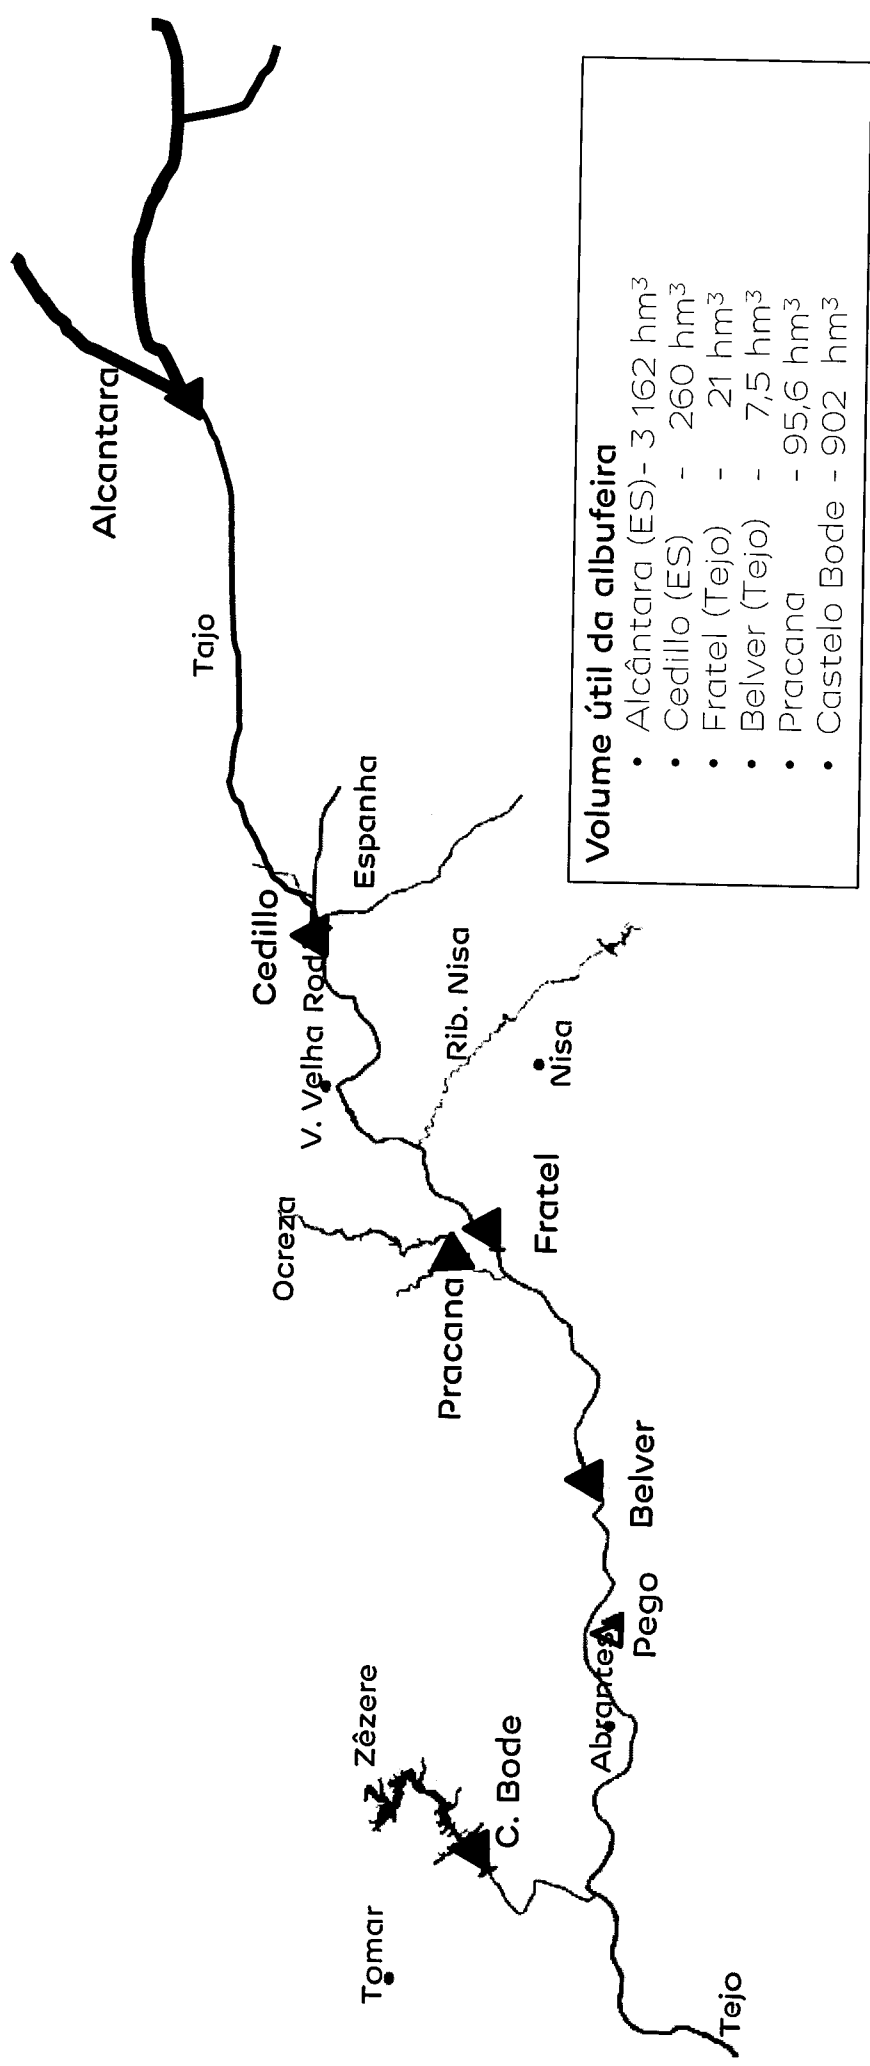 Alcantara
Tajo
Cedillo
Espanha
V. Velha Rod
Rib. Nisa
Nisa
Ocreza
Pracana
Fratel
Belver
Pego
Abrantes
Zêzere
C. Bode
Tomar
Tejo
Volume útil da albufeira
• Alcântara (ES)- 3 162 hm³
• Cedillo (ES) - 260 hm³
• Fratel (Tejo) - 21 hm³
• Belver (Tejo) - 7,5 hm³
• Pracana - 95,6 hm³
• Castelo Bode - 902 hm³